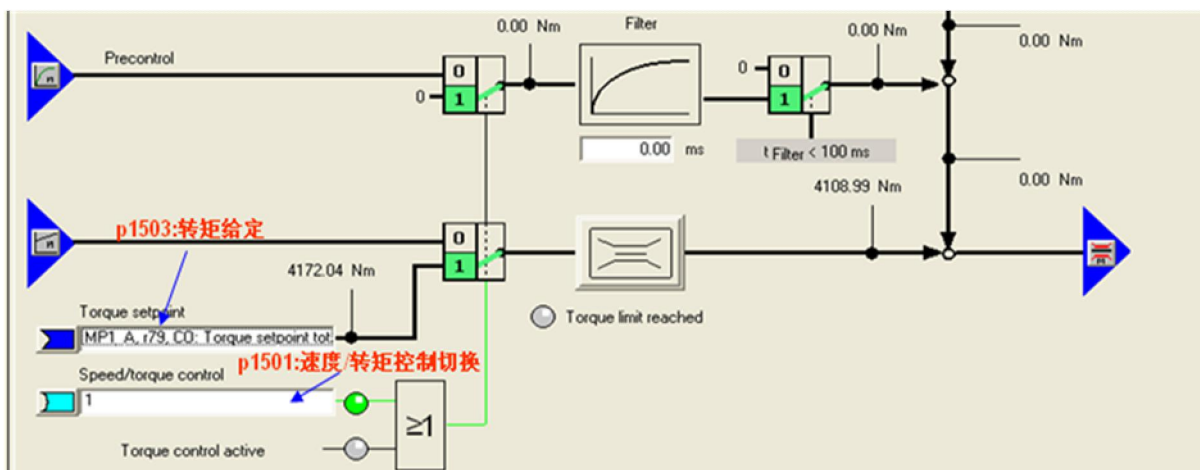 0.00 Nm
Filter
0.00 Nm
0.00 Nm
Precontrol
0
1
0
0
0
1
0.00 ms
t Filter < 100 ms
4108.99 Nm
0.00 Nm
p1503:转矩给定
0
1
4172.04 Nm
Torque setpoint
MP1_A, r79, CO: Torque setpoint tot
Torque limit reached
p1501:速度/转矩控制切换
Speed/torque control
1
≥1
Torque control active